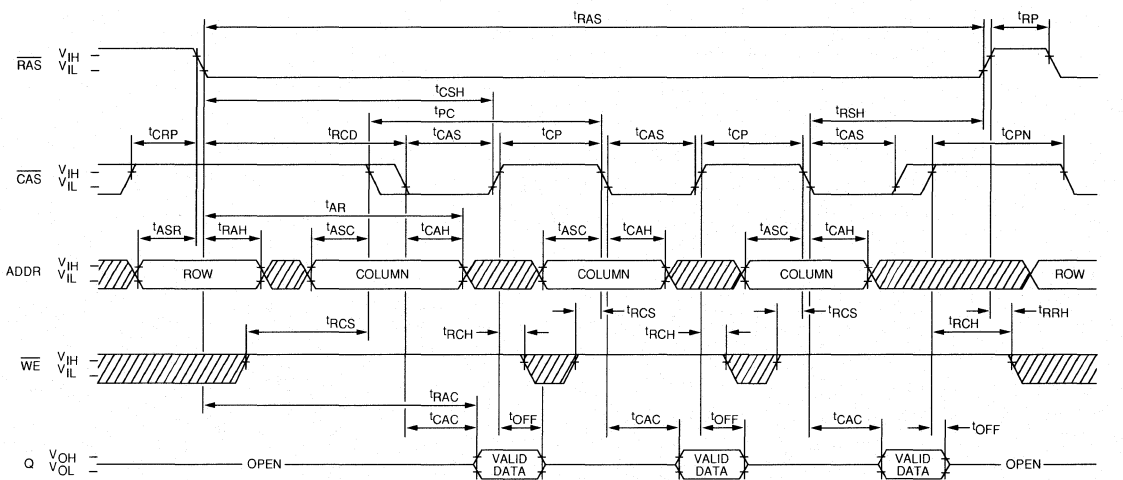 tRAS tRP
RAS VIH VIL
tCSH
tPC tRSH
tCRP tRCD tCAS tCP tCAS tCP tCAS tCPN
CAS VIH VIL
tAR
tASR tRAH tASC tCAH tASC tCAH tASC tCAH
ADDR VIH VIL ROW COLUMN COLUMN COLUMN ROW
tRCS tRCH tRCS tRCH tRCS tRCH tRRH
WE VIH VIL
tRAC
tCAC tOFF tCAC tOFF tCAC tOFF
Q VOH VOL OPEN VALID DATA VALID DATA VALID DATA OPEN